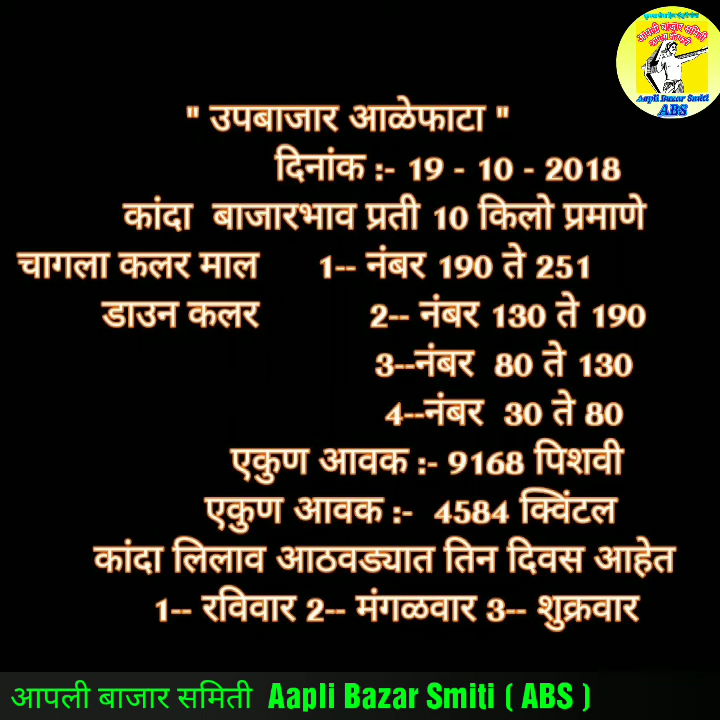 " उपबाजार आळेफाटा "
दिनांक :- 19 - 10 - 2018
कांदा बाजारभाव प्रती 10 किलो प्रमाणे
चागला कलर माल 1-- नंबर 190 ते 251
डाउन कलर 2-- नंबर 130 ते 190
3--नंबर 80 ते 130
4--नंबर 30 ते 80
एकुण आवक :- 9168 पिशवी
एकुण आवक :- 4584 क्विंटल
कांदा लिलाव आठवड्यात तिन दिवस आहेत
1-- रविवार 2-- मंगळवार 3-- शुक्रवार
आपली बाजार समिती Aapli Bazar Smiti ( ABS )
आपली बाजार समिती
Aapli Bazar Smiti
ABS